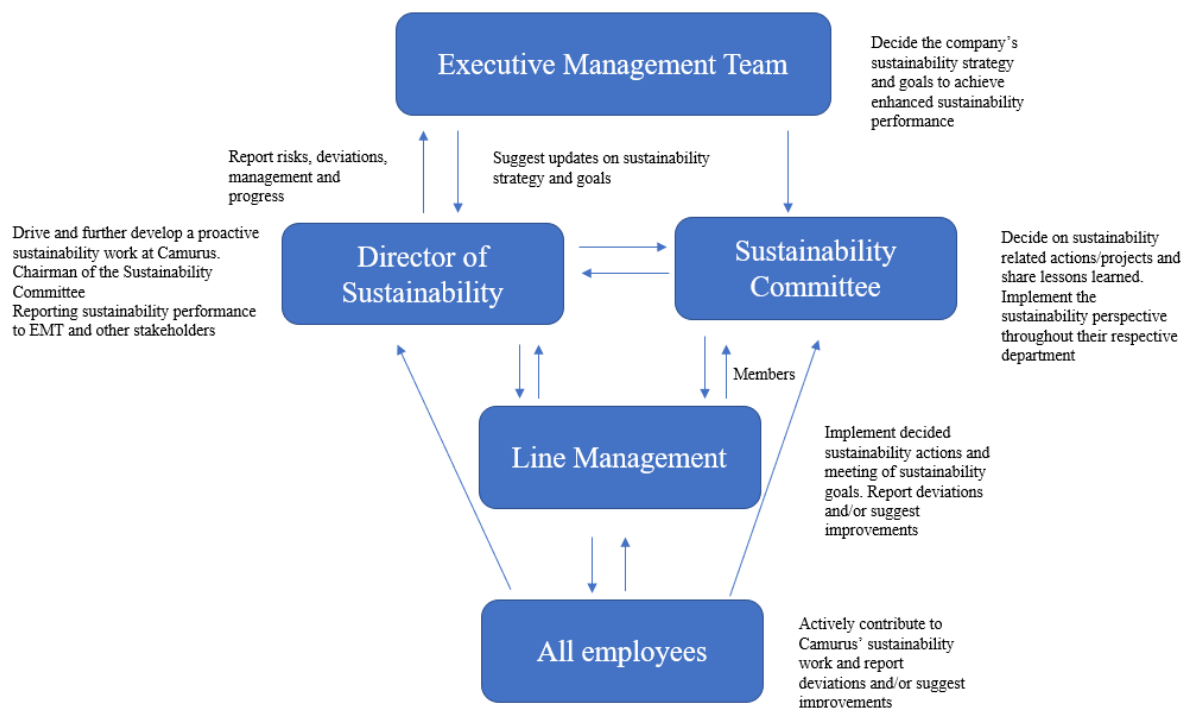 Executive Management Team
Decide the company’s
sustainability strategy
and goals to achieve
enhanced sustainability
performance
Report risks, deviations,
management and
progress
Suggest updates on sustainability
strategy and goals
Drive and further develop a proactive
sustainability work at Camurus.
Chairman of the Sustainability
Committee
Reporting sustainability performance
to EMT and other stakeholders
Director of
Sustainability
Sustainability
Committee
Decide on sustainability
related actions/projects and
share lessons learned.
Implement the
sustainability perspective
throughout their respective
department
Members
Line Management
Implement decided
sustainability actions and
meeting of sustainability
goals. Report deviations
and/or suggest
improvements
All employees
Actively contribute to
Camurus’ sustainability
work and report
deviations and/or suggest
improvements